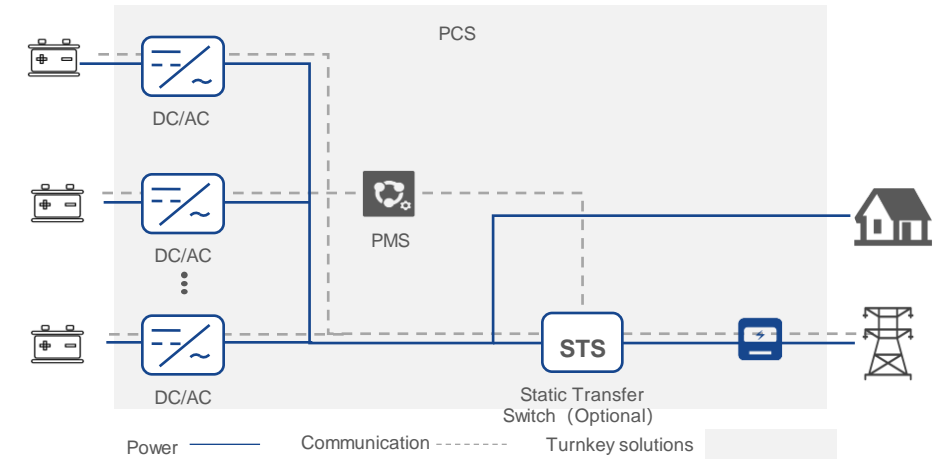 PCS
DC/AC
DC/AC
PMS
DC/AC
STS
Static Transfer
Switch（Optional）
Power
Communication
Turnkey solutions